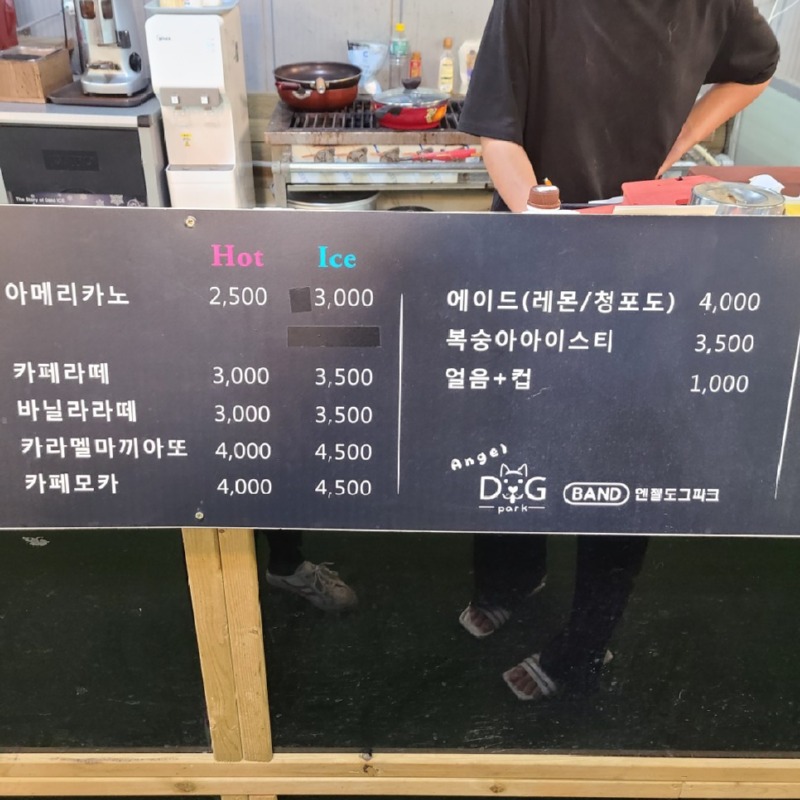 Hot Ice
아메리카노 2,500 3,000
카페라떼 3,000 3,500
바닐라라떼 3,000 3,500
카라멜마끼아또 4,000 4,500
카페모카 4,000 4,500
에이드(레몬/청포도) 4,000
복숭아아이스티 3,500
얼음+컵 1,000
Angel
DOG
park
BAND 엔젤도그파크